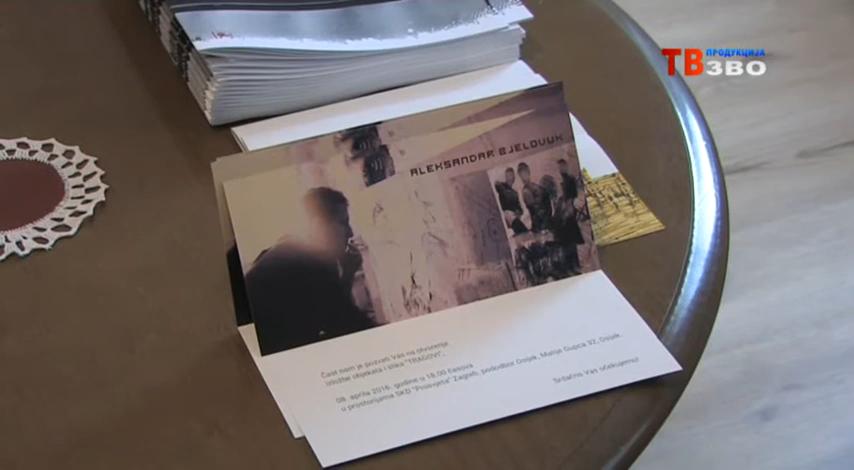 ТВ ПРОДУКЦИЈА
ЗВО
ALEKSANDAR BJELOVUK
Čast nam je pozvati Vas na otvorenje
izložbe objekata i slika "TRAGOVI",
08. aprila 2016. godine u 18.00 časova
u prostorijama SKD "Prosvjeta" Zagreb, pododbor Osijek, Matije Gupca 32, Osijek.
Srdačno Vas očekujemo!